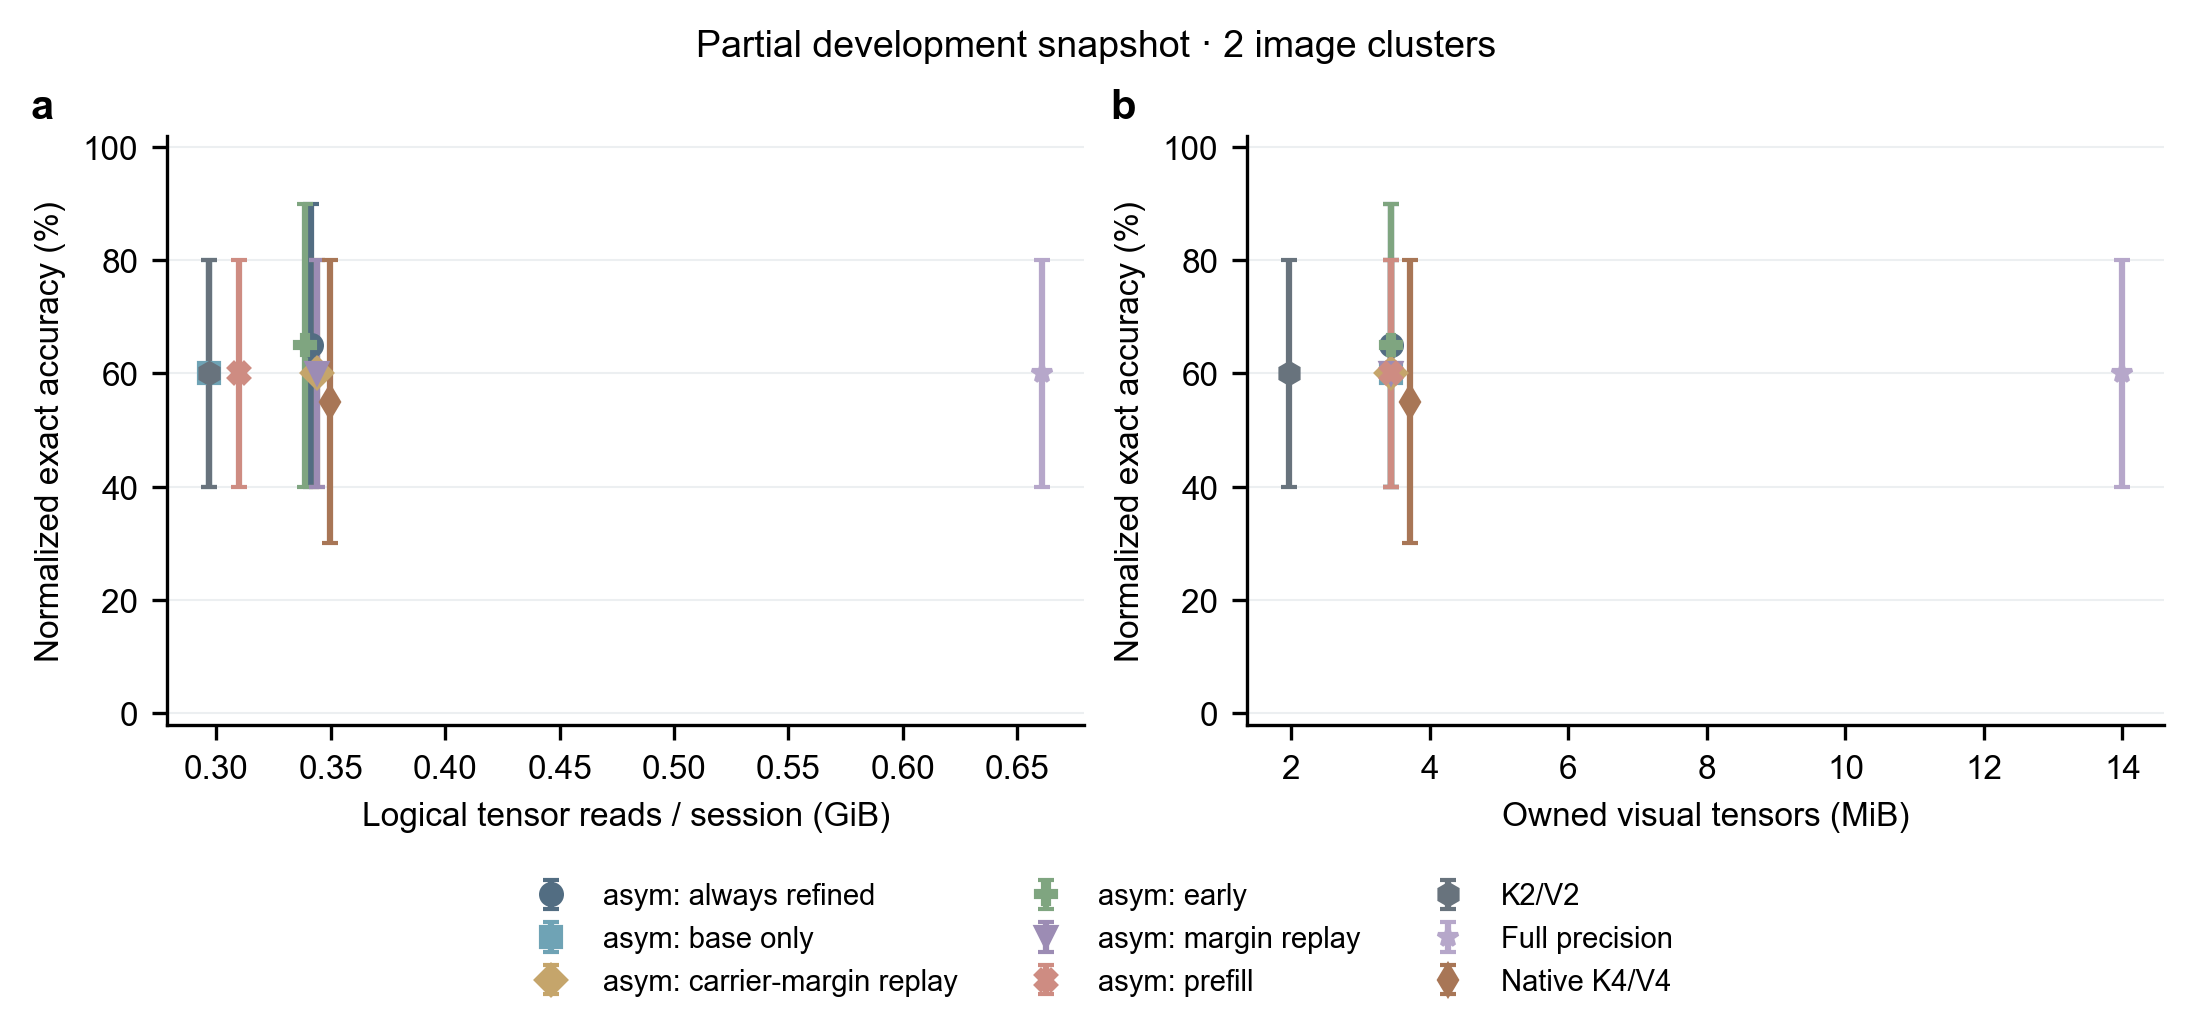 Partial development snapshot · 2 image clusters
a
100
80
60
40
20
0
Normalized exact accuracy (%)
0.30 0.35 0.40 0.45 0.50 0.55 0.60 0.65
Logical tensor reads / session (GiB)
b
100
80
60
40
20
0
Normalized exact accuracy (%)
2 4 6 8 10 12 14
Owned visual tensors (MiB)
asym: always refined
asym: base only
asym: carrier-margin replay
asym: early
asym: margin replay
asym: prefill
K2/V2
Full precision
Native K4/V4